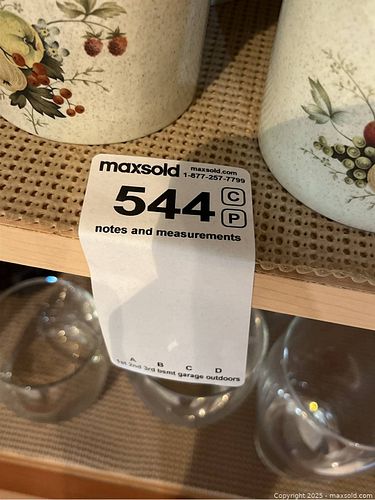 maxsold maxsold.com
1-877-257-7799
544 C
P
notes and measurements
A B C D
1st 2nd 3rd bsmt garage outdoors
Copyright © 2025 - maxsold.com